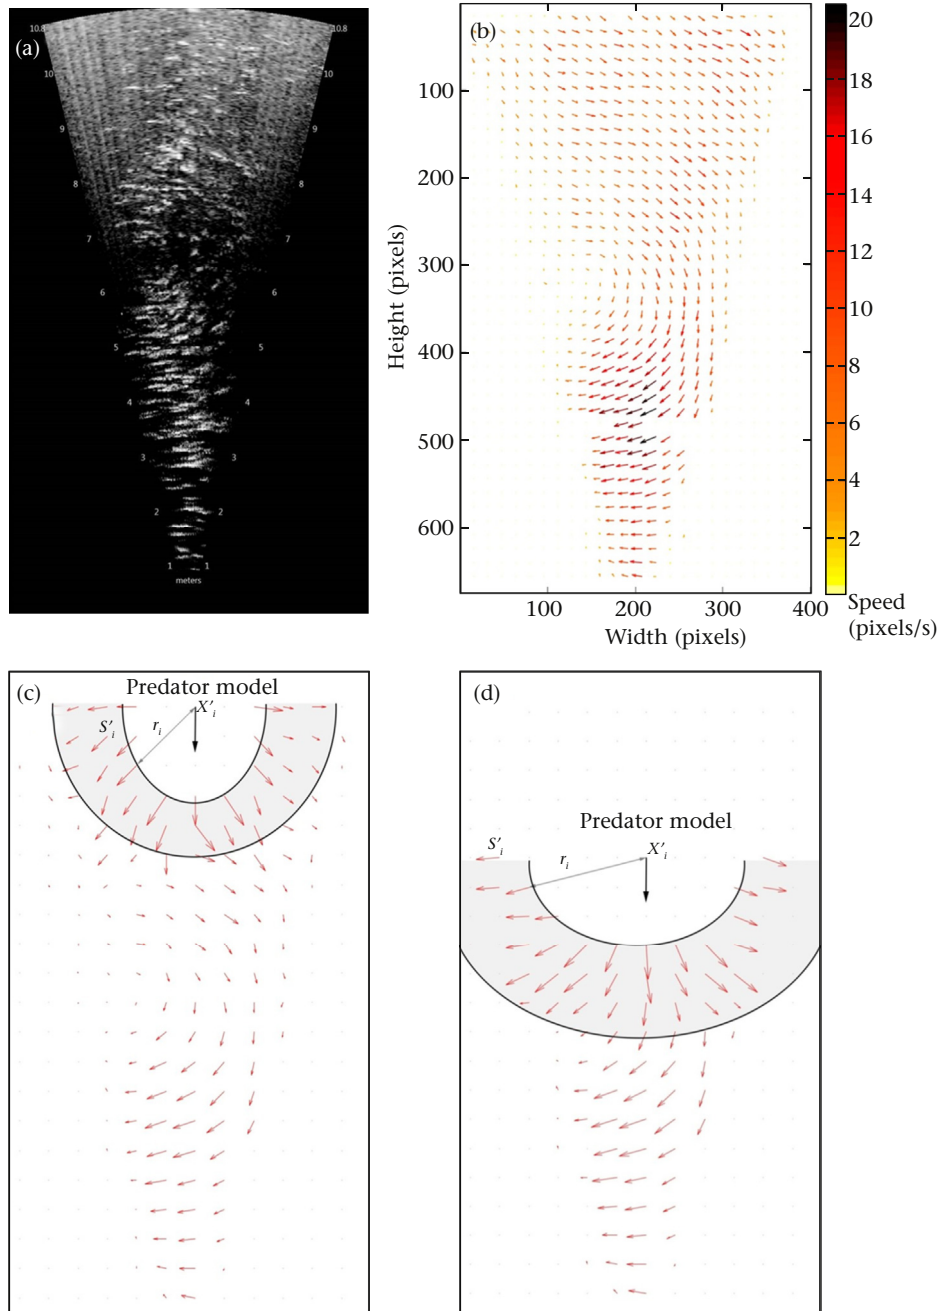 (a)
10.8 10.8
10 10
9 9
8 8
7 7
6 6
5
4 4
3 3
2 2
1 1
meters
(b)
100
200
300
400
500
600
Height (pixels)
100 200 300 400
Width (pixels)
20
18
16
14
12
10
8
6
4
2
Speed
(pixels/s)
(c)
Predator model
X'i
S'i
ri
(d)
Predator model
S'i
X'i
ri